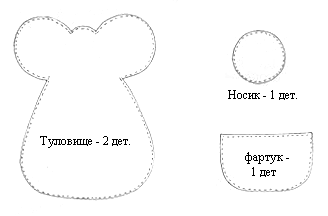 Носик - 1 дет.
Туловище - 2 дет.
фартук -
1 дет